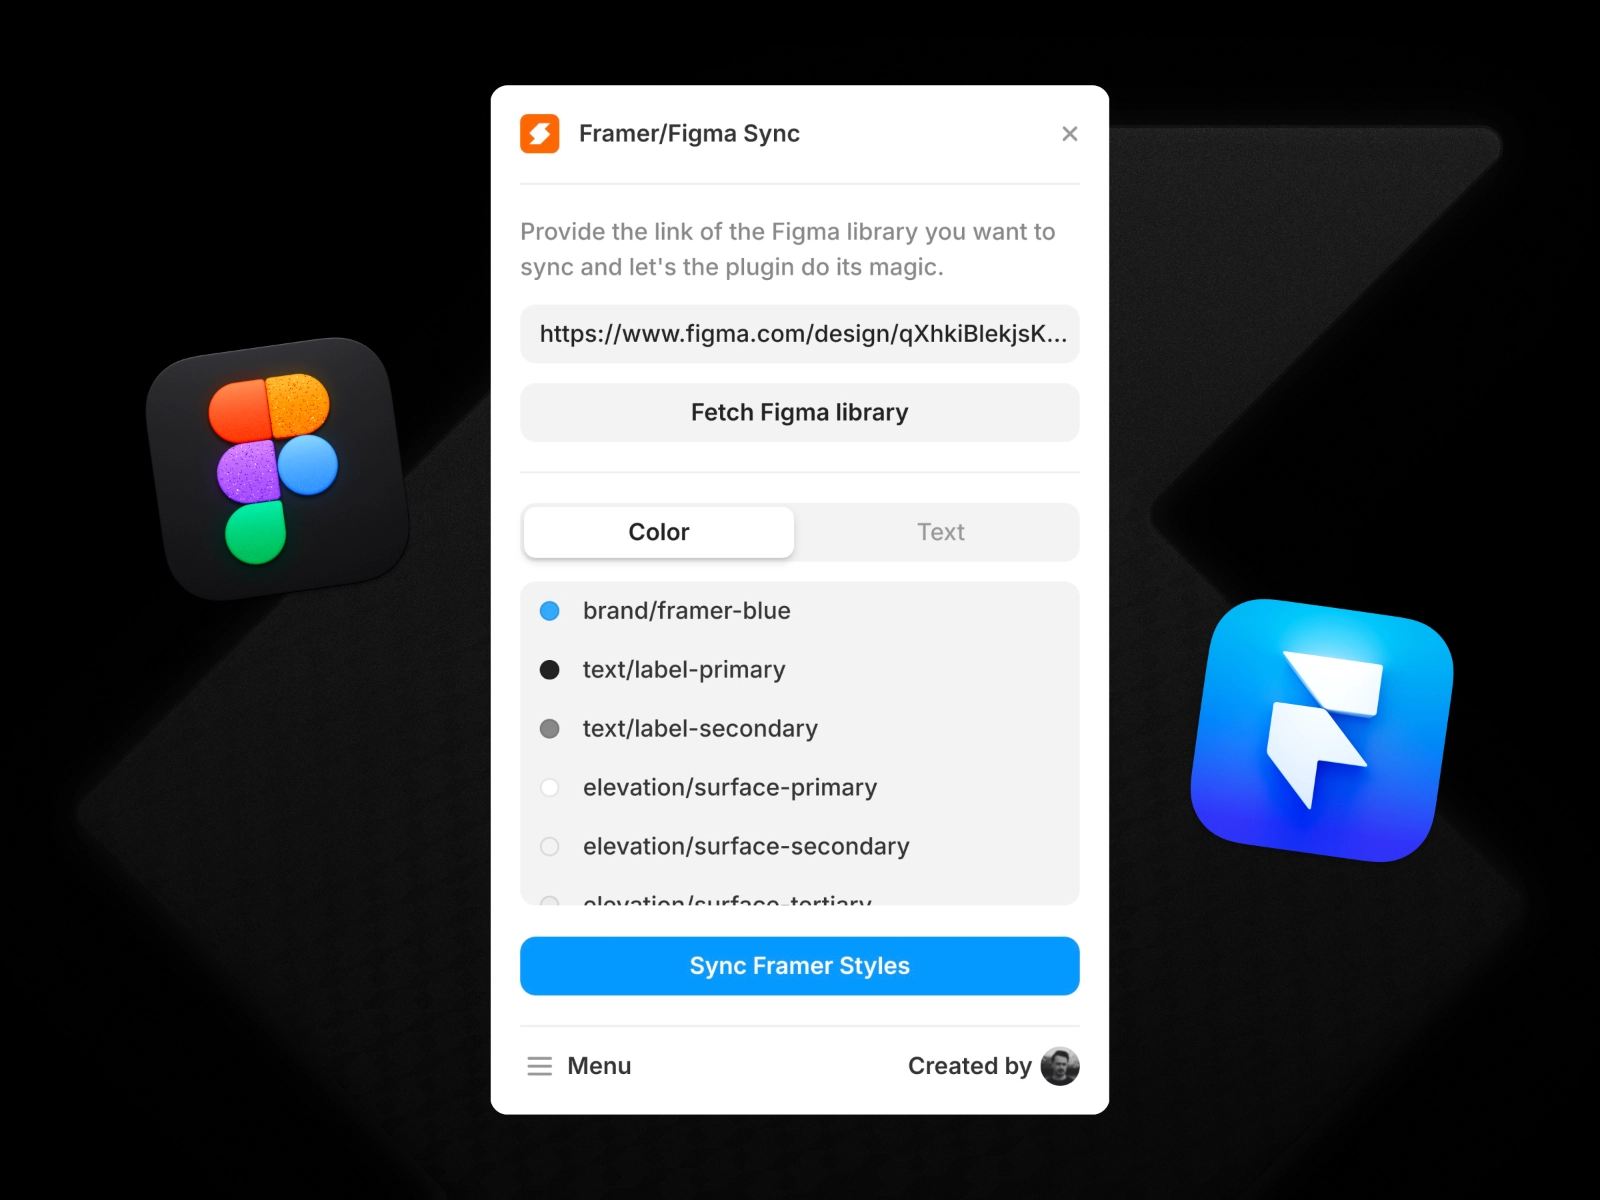 Framer/Figma Sync
Provide the link of the Figma library you want to
sync and let's the plugin do its magic.
https://www.figma.com/design/qXhkiBlekjsK...
Fetch Figma library
Color
Text
brand/framer-blue
text/label-primary
text/label-secondary
elevation/surface-primary
elevation/surface-secondary
elevation/surface-tertiary
Sync Framer Styles
Menu
Created by